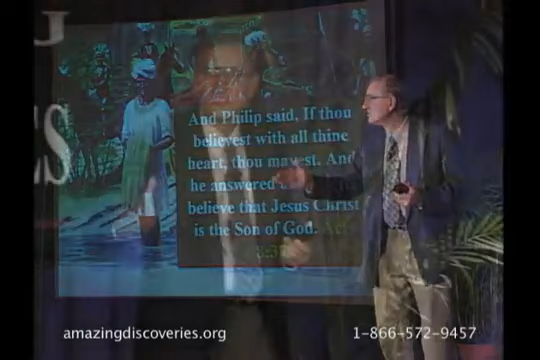 And Philip said, If thou
believest with all thine
heart, thou mayest. And
he answered
believe that Jesus Christ
is the Son of God.
amazingdiscoveries.org
1-866-572-9457